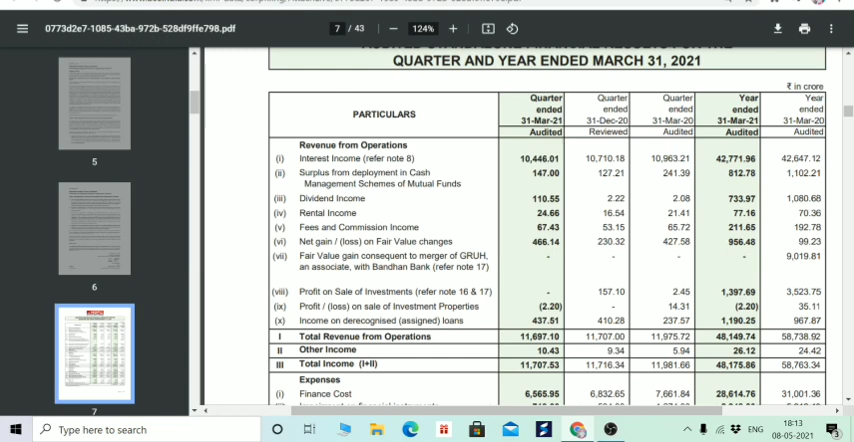 0773d2e7-1085-43ba-972b-528df9ffe798.pdf 7 / 43 124%
QUARTER AND YEAR ENDED MARCH 31, 2021
₹ in crore
PARTICULARS Quarter ended 31-Mar-21 Quarter ended 31-Dec-20 Quarter ended 31-Mar-20 Year ended 31-Mar-21 Year ended 31-Mar-20
Audited Reviewed Audited Audited Audited
Revenue from Operations
(i) Interest Income (refer note 8) 10,446.01 10,710.18 10,963.21 42,771.96 42,647.12
(ii) Surplus from deployment in Cash 147.00 127.21 241.39 812.78 1,102.21
Management Schemes of Mutual Funds
(iii) Dividend Income 110.55 2.22 2.08 733.97 1,080.68
(iv) Rental Income 24.66 16.54 21.41 77.16 70.36
(v) Fees and Commission Income 67.43 53.15 65.72 211.65 192.78
(vi) Net gain / (loss) on Fair Value changes 466.14 230.32 427.58 956.48 99.23
(vii) Fair Value gain consequent to merger of GRUH, - - - - 9,019.81
an associate, with Bandhan Bank (refer note 17)
(viii) Profit on Sale of Investments (refer note 16 & 17) - 157.10 2.45 1,397.69 3,523.75
(ix) Profit / (loss) on sale of Investment Properties (2.20) - 14.31 (2.20) 35.11
(x) Income on derecognised (assigned) loans 437.51 410.28 237.57 1,190.25 967.87
I Total Revenue from Operations 11,697.10 11,707.00 11,975.72 48,149.74 58,738.92
II Other Income 10.43 9.34 5.94 26.12 24.42
III Total Income (I+II) 11,707.53 11,716.34 11,981.66 48,175.86 58,763.34
Expenses
(i) Finance Cost 6,565.95 6,832.65 7,661.84 28,614.76 31,001.36
5
6
7
Type here to search
ENG
18:13
08-05-2021
3